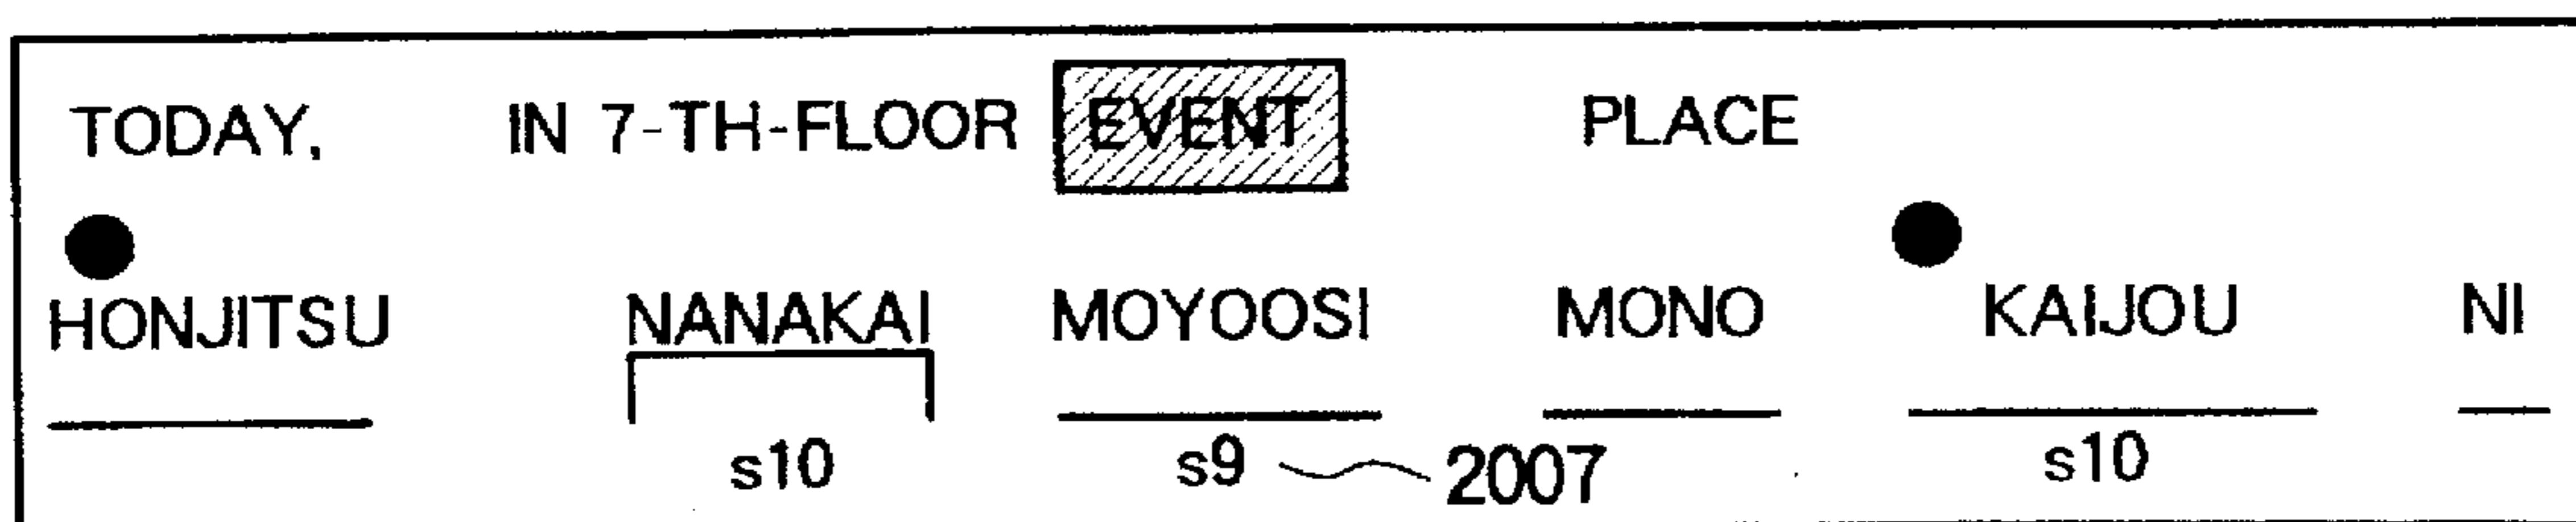 TODAY, IN 7-TH-FLOOR EVENT PLACE
HONJITSU NANAKAI MOYOOSI MONO KAIJOU NI
s10 s9 2007 s10